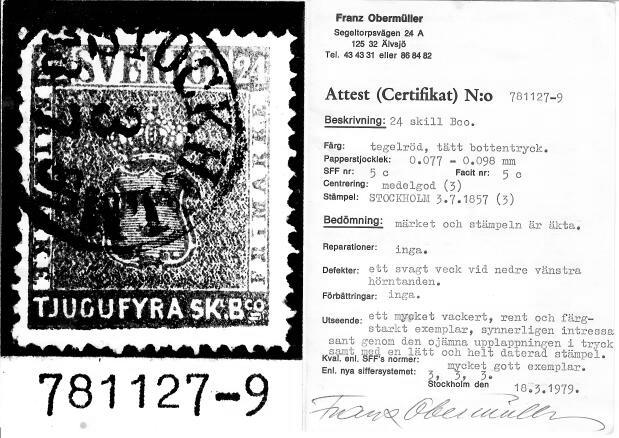 SVERIGE
24
FRIMÄRKE
STOCKHOLM
3
7
TJUGUFYRA SK. Bco
781127-9
Franz Obermüller
Segeltorpsvägen 24 A
125 32 Älvsjö
Tel. 43 43 31 eller 86 84 82
Attest (Certifikat) N:o 781127-9
Beskrivning: 24 skill Bco.
Färg: tegelröd, tätt bottentryck.
Papperstjocklek: 0.077 - 0.098 mm
SFF nr: 5 c Facit nr: 5 c
Centrering: medelgod (3)
Stämpel: STOCKHOLM 3.7.1857 (3)
Bedömning: märket och stämpeln är äkta.
Reparationer: inga.
Defekter: ett svagt veck vid nedre vänstra
hörntanden.
Förbättringar: inga.
Utseende: ett mycket vackert, rent och färg-
starkt exemplar, synnerligen intressa
sant genom den ojämna upplappningen i tryck
samt med en lätt och helt daterad stämpel.
Kval. enl. SFF's normer: mycket gott exemplar.
Enl. nya siffersystemet: 3, 3, 3.
Stockholm den 18.3.1979.
Franz Obermüller